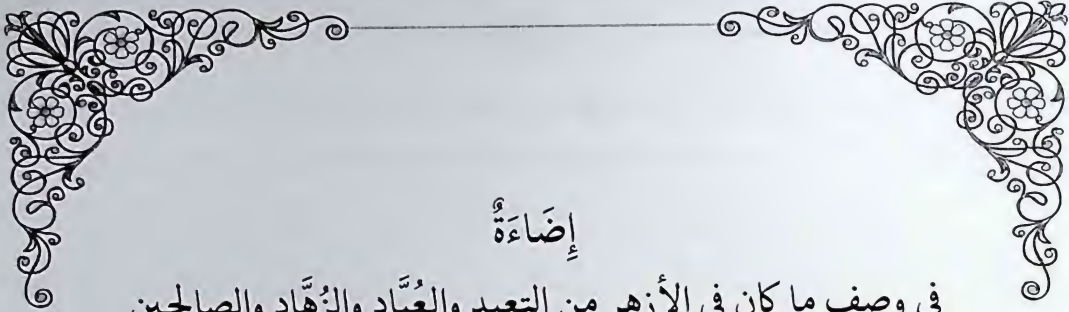 إِضَاءَةٌ
في وصف ما كان في الأزهر من التعبد والعُبَّاد والزُهَّاد والصالحين